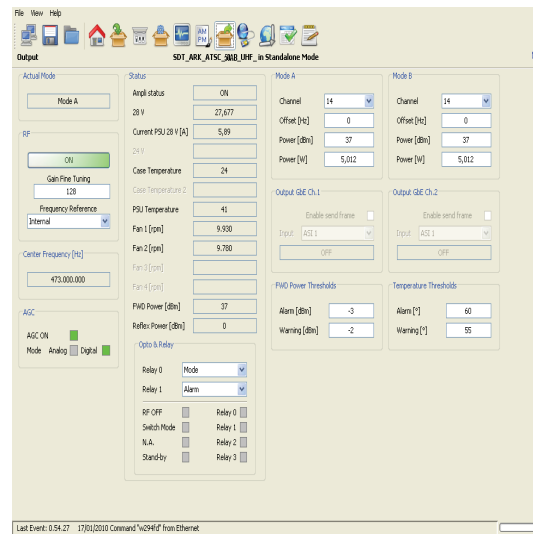 File View Help
AM
PM
Output
SDT_ARK_ATSC_WAB_UHF_ in Standalone Mode
Actual Mode
Mode A
RF
ON
Gain Fine Tuning
128
Frequency Reference
Internal
Center Frequency [Hz]
473.000.000
AGC
AGC ON
Mode Analog Digital
Status
Ampli status ON
28 V 27,677
Current PSU 28 V [A] 5,89
24 V
Case Temperature 24
Case Temperature 2
PSU Temperature 41
Fan 1 [rpm] 9.930
Fan 2 [rpm] 9.780
Fan 3 [rpm]
Fan 4 [rpm]
FWD Power [dBm] 37
Reflex Power [dBm] 0
Opto & Relay
Relay 0 Mode
Relay 1 Alarm
RF OFF Relay 0
Switch Mode Relay 1
N.A. Relay 2
Stand-by Relay 3
Mode A
Channel 14
Offset [Hz] 0
Power [dBm] 37
Power [W] 5,012
Mode B
Channel 14
Offset [Hz] 0
Power [dBm] 37
Power [W] 5,012
Output GbE Ch.1
Enable send frame
Input ASI 1
OFF
Output GbE Ch.2
Enable send frame
Input ASI 1
OFF
FWD Power Thresholds
Alarm [dBm] -3
Warning [dBm] -2
Temperature Thresholds
Alarm [°] 60
Warning [°] 55
Last Event: 0.54.27 17/01/2010 Command "w294fd" from Ethernet